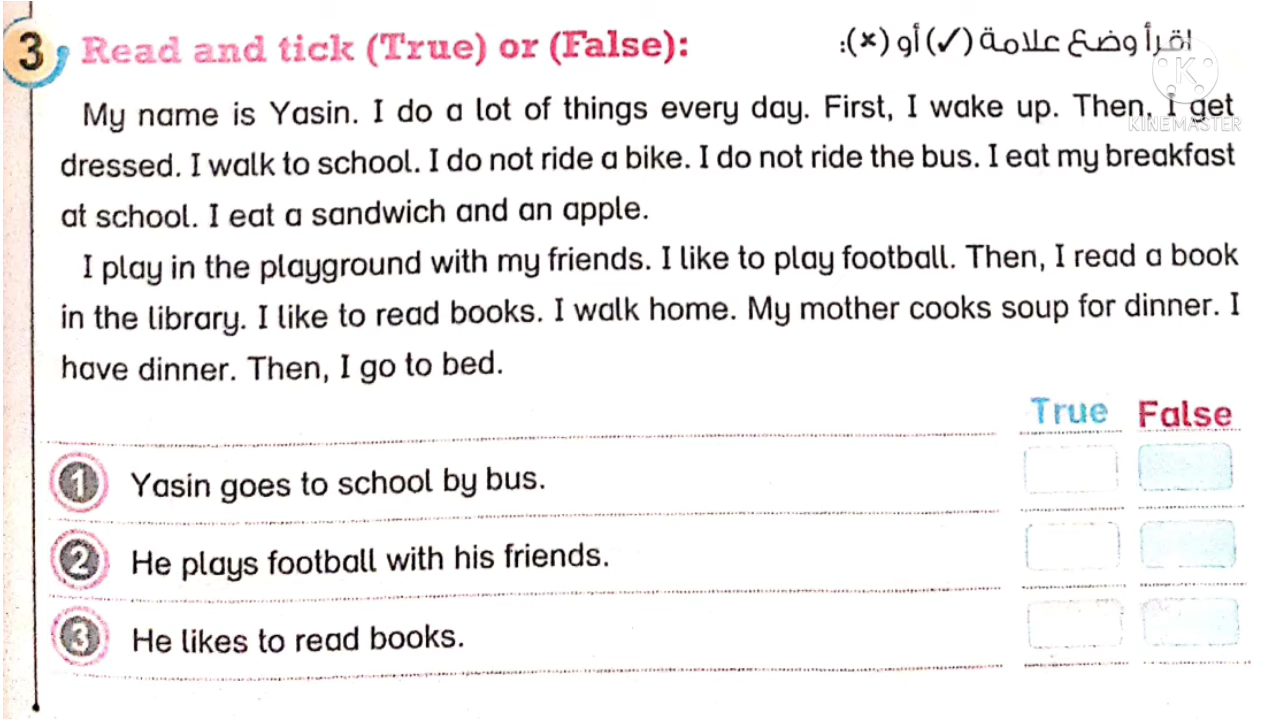 3 Read and tick (True) or (False): اقرأ وضع علامة (✓) أو (×):
K
KINEMASTER
My name is Yasin. I do a lot of things every day. First, I wake up. Then, I get
dressed. I walk to school. I do not ride a bike. I do not ride the bus. I eat my breakfast
at school. I eat a sandwich and an apple.
I play in the playground with my friends. I like to play football. Then, I read a book
in the library. I like to read books. I walk home. My mother cooks soup for dinner. I
have dinner. Then, I go to bed.
True False
1 Yasin goes to school by bus.
2 He plays football with his friends.
3 He likes to read books.